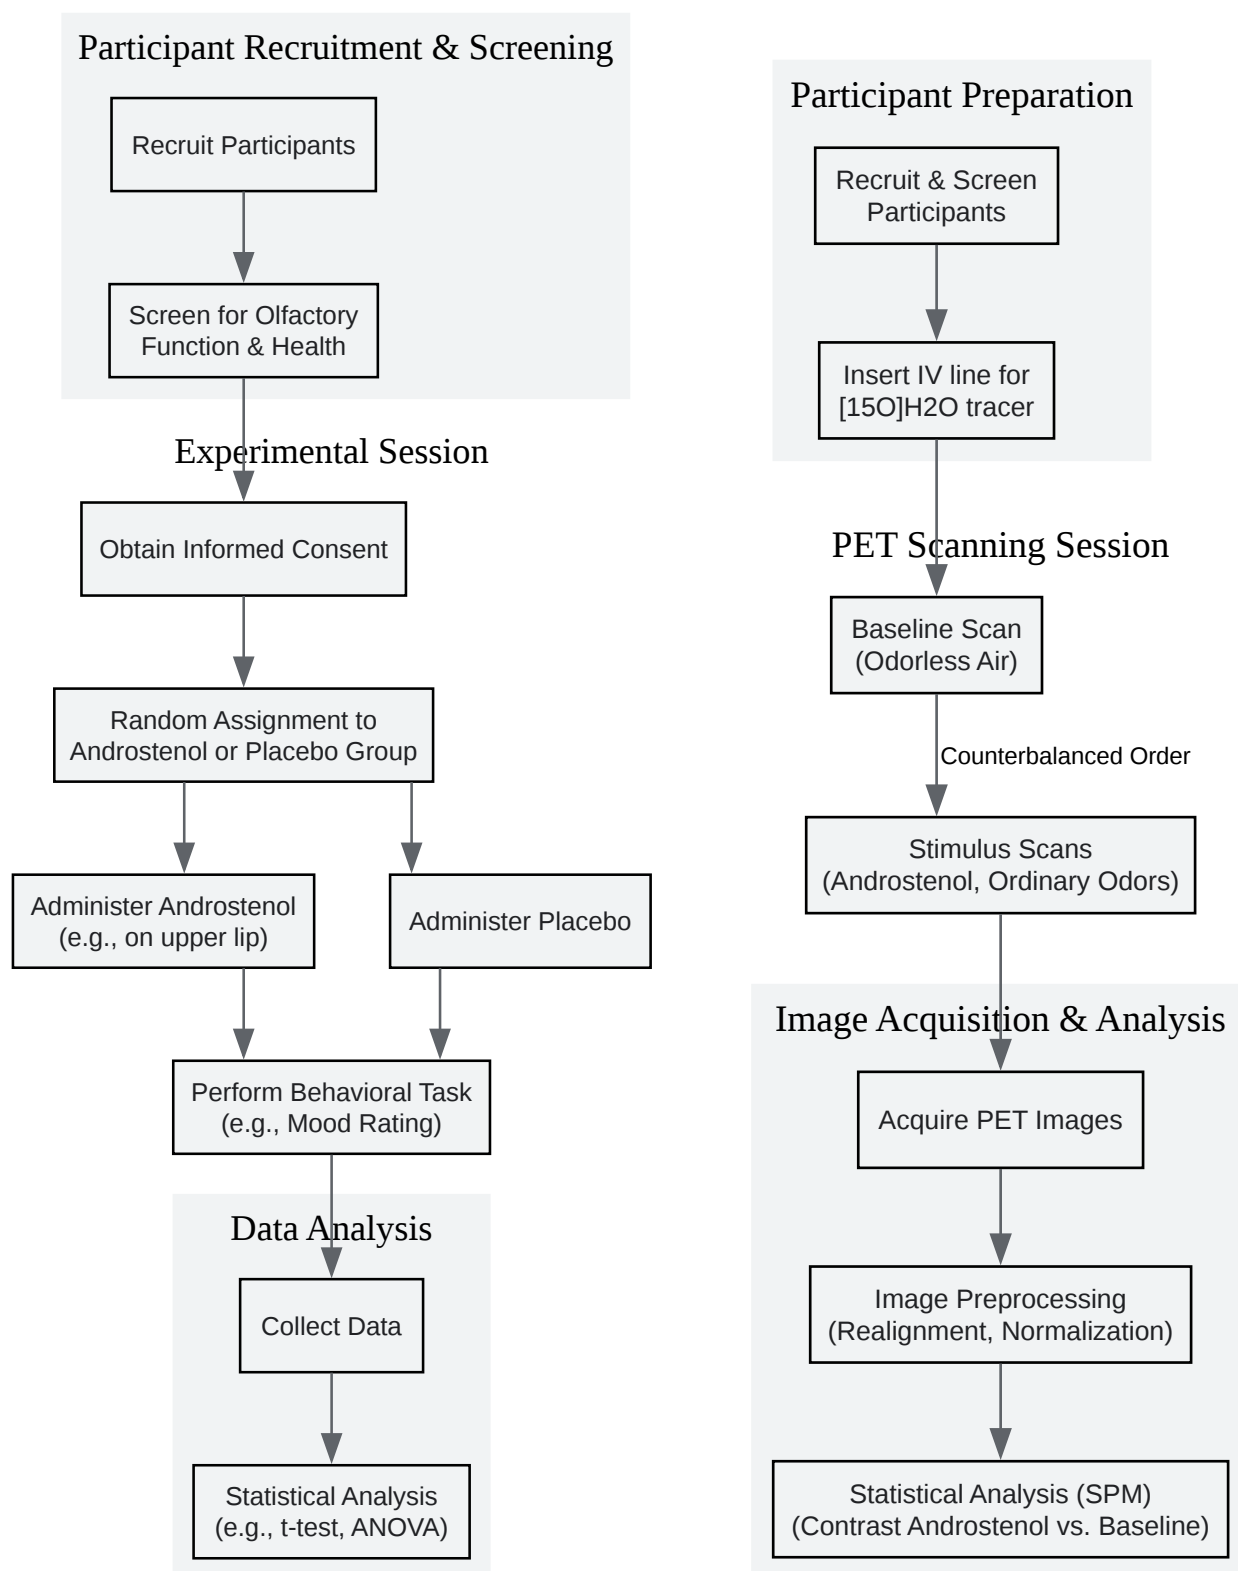 Participant Recruitment & Screening
Recruit Participants
Screen for Olfactory
Function & Health
Experimental Session
Obtain Informed Consent
Random Assignment to
Androstenol or Placebo Group
Administer Androstenol
(e.g., on upper lip)
Administer Placebo
Perform Behavioral Task
(e.g., Mood Rating)
Data Analysis
Collect Data
Statistical Analysis
(e.g., t-test, ANOVA)
Participant Preparation
Recruit & Screen
Participants
Insert IV line for
[15O]H2O tracer
PET Scanning Session
Baseline Scan
(Odorless Air)
Counterbalanced Order
Stimulus Scans
(Androstenol, Ordinary Odors)
Image Acquisition & Analysis
Acquire PET Images
Image Preprocessing
(Realignment, Normalization)
Statistical Analysis (SPM)
(Contrast Androstenol vs. Baseline)